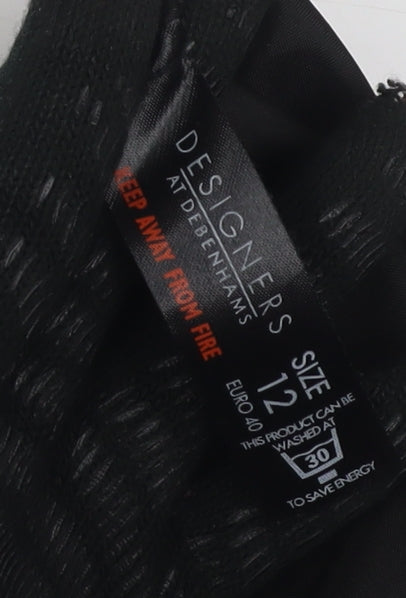 DESIGNERS
AT DEBENHAMS
KEEP AWAY FROM FIRE
SIZE
12
EURO 40
THIS PRODUCT CAN BE
WASHED AT
30
TO SAVE ENERGY